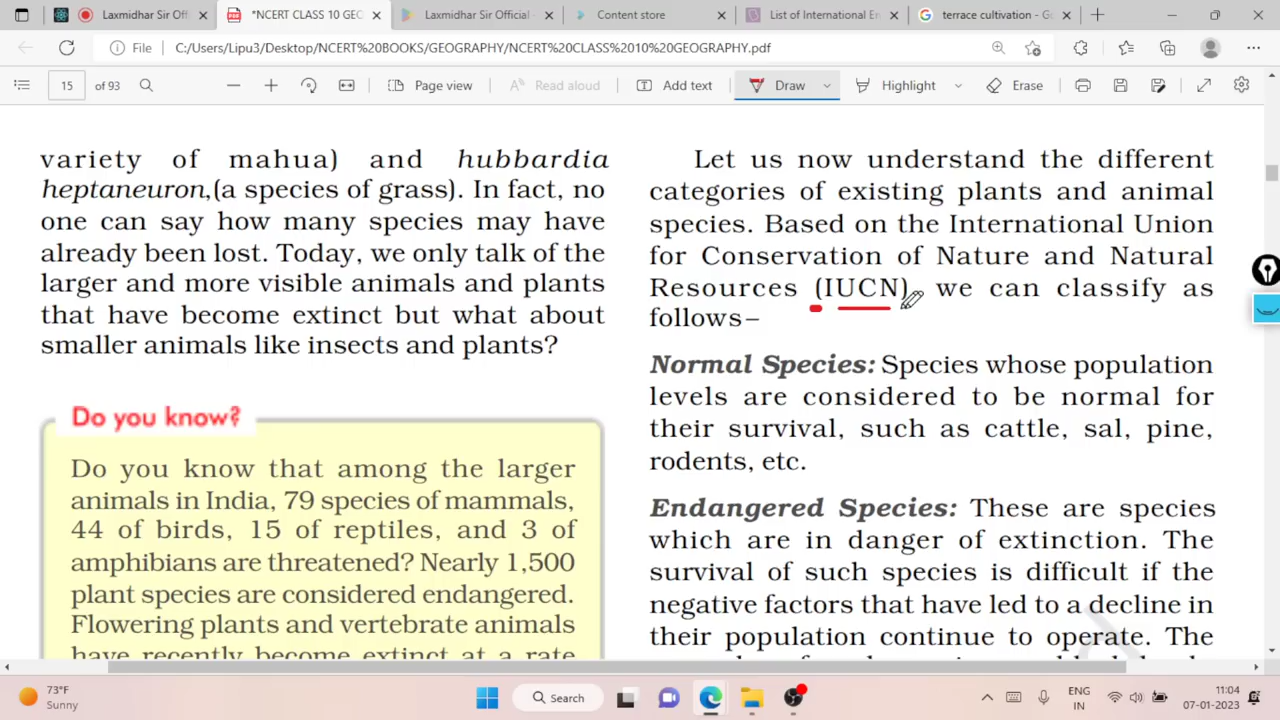 Laxmidhar Sir Off
*NCERT CLASS 10 GEO
Laxmidhar Sir Official -
Content store
List of International En
terrace cultivation - Go
File
C:/Users/Lipu3/Desktop/NCERT%20BOOKS/GEOGRAPHY/NCERT%20CLASS%2010%20GEOGRAPHY.pdf
15 of 93
Page view
Read aloud
Add text
Draw
Highlight
Erase
variety of mahua) and hubbardia
heptaneuron,(a species of grass). In fact, no
one can say how many species may have
already been lost. Today, we only talk of the
larger and more visible animals and plants
that have become extinct but what about
smaller animals like insects and plants?
Do you know?
Do you know that among the larger
animals in India, 79 species of mammals,
44 of birds, 15 of reptiles, and 3 of
amphibians are threatened? Nearly 1,500
plant species are considered endangered.
Flowering plants and vertebrate animals
have recently become extinct at a rate
Let us now understand the different
categories of existing plants and animal
species. Based on the International Union
for Conservation of Nature and Natural
Resources (IUCN), we can classify as
follows–
Normal Species: Species whose population
levels are considered to be normal for
their survival, such as cattle, sal, pine,
rodents, etc.
Endangered Species: These are species
which are in danger of extinction. The
survival of such species is difficult if the
negative factors that have led to a decline in
their population continue to operate. The
73°F
Sunny
Search
ENG
IN
11:04
07-01-2023